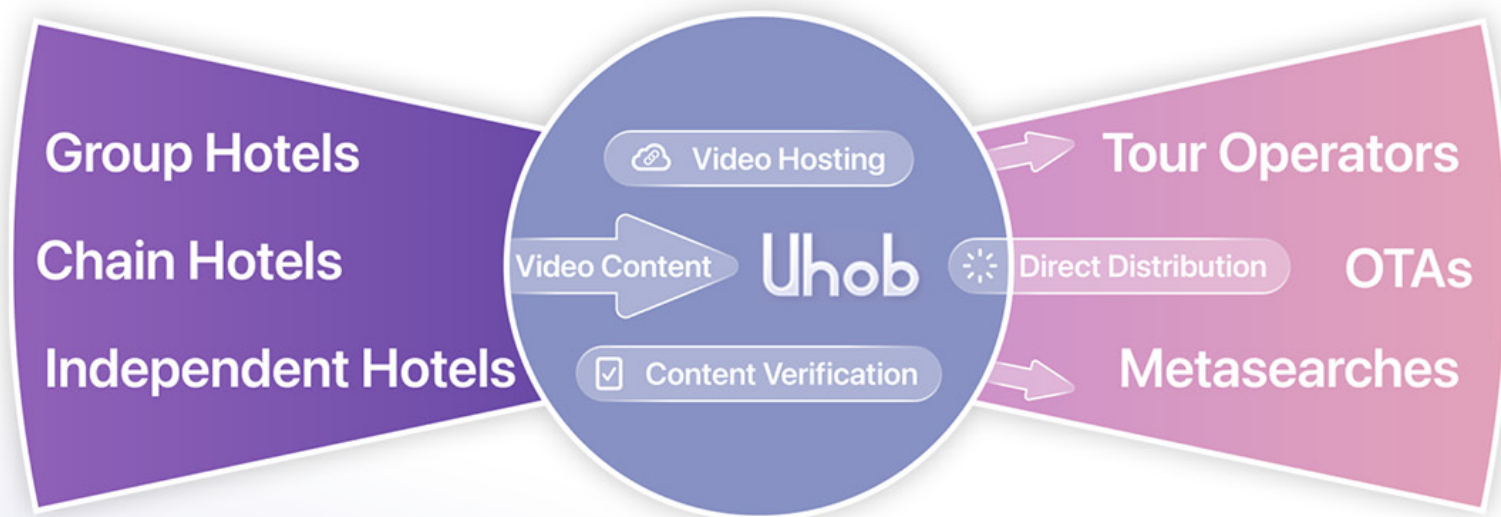 Group Hotels
Chain Hotels
Independent Hotels
Video Hosting
Video Content
Uhob
Content Verification
Direct Distribution
Tour Operators
OTAs
Metasearches